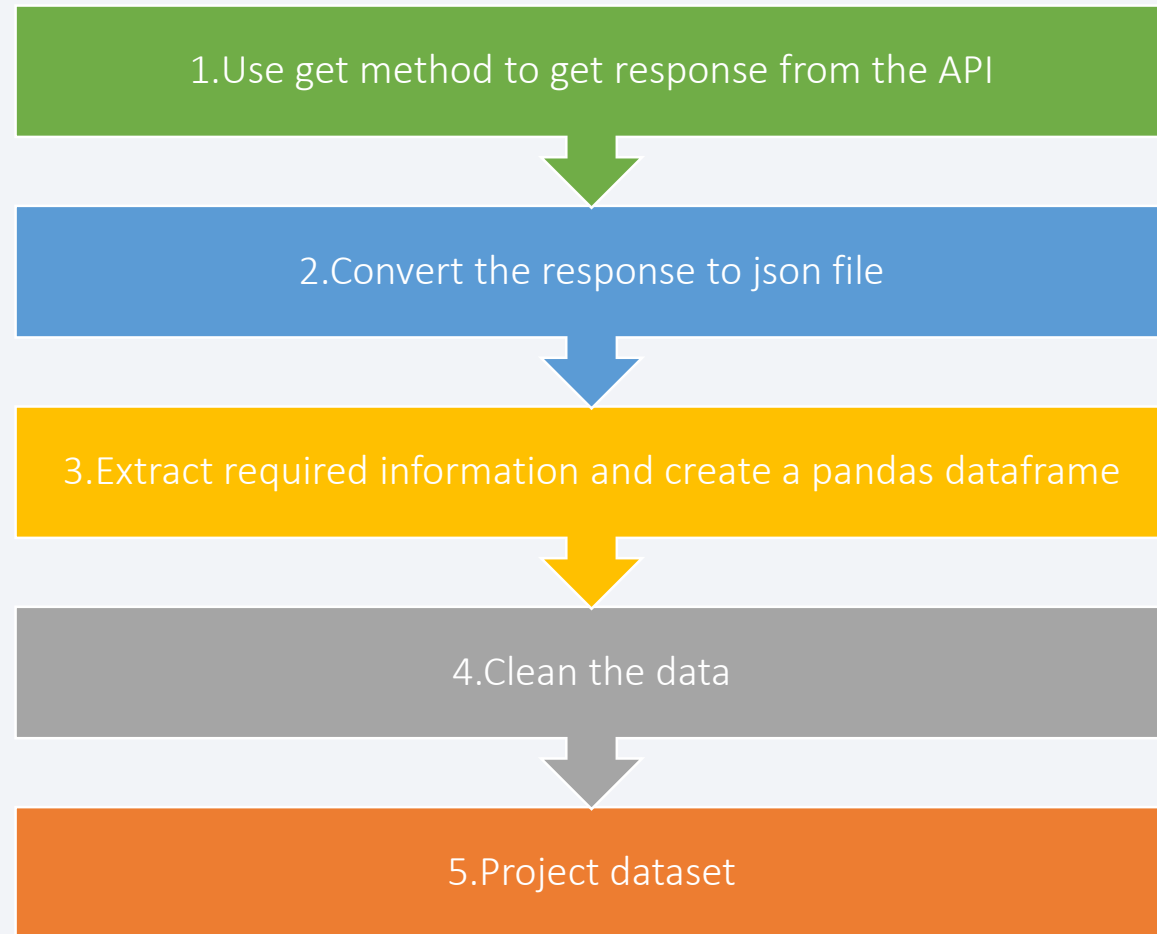 1.Use get method to get response from the API
2.Convert the response to json file
3.Extract required information and create a pandas dataframe
4.Clean the data
5.Project dataset